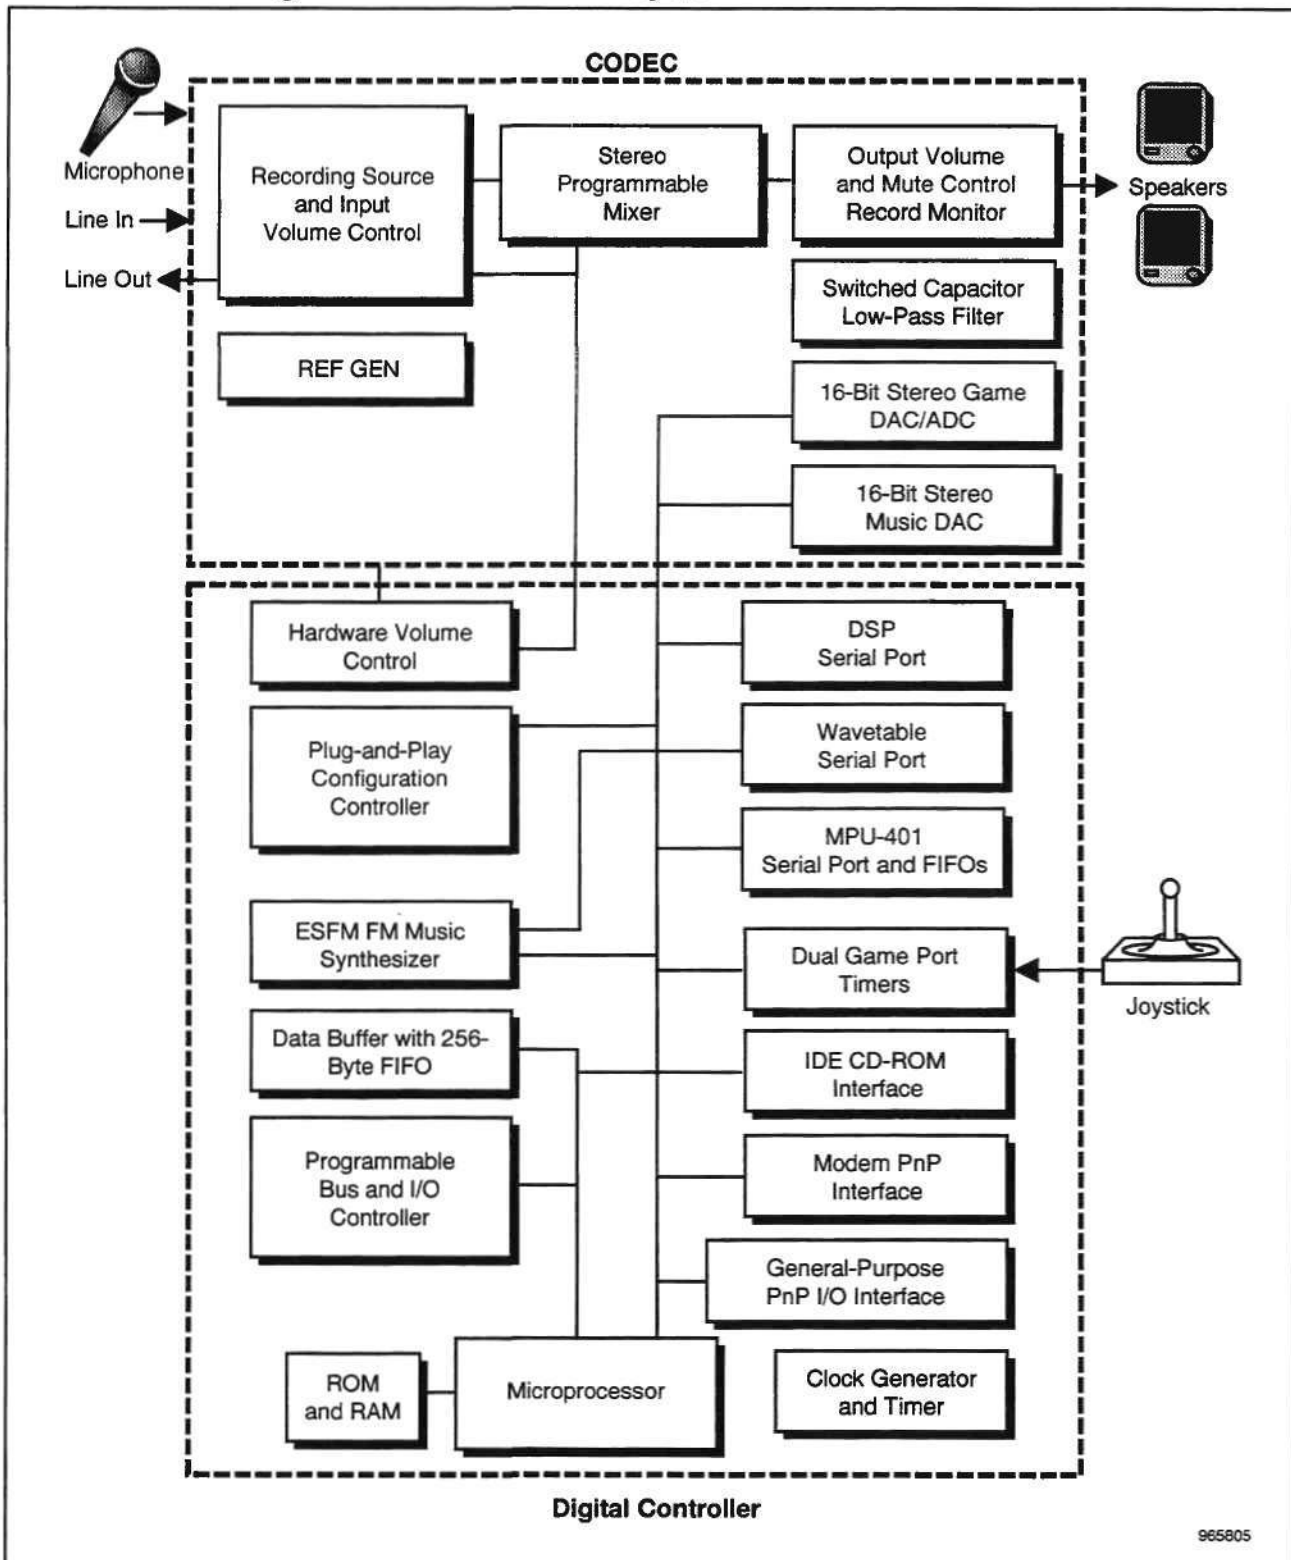 CODEC
Microphone
Line In
Line Out
Recording Source
and Input
Volume Control
Stereo
Programmable
Mixer
Output Volume
and Mute Control
Record Monitor
Speakers
Switched Capacitor
Low-Pass Filter
REF GEN
16-Bit Stereo Game
DAC/ADC
16-Bit Stereo
Music DAC
Hardware Volume
Control
DSP
Serial Port
Plug-and-Play
Configuration
Controller
Wavetable
Serial Port
MPU-401
Serial Port and FIFOs
ESFM FM Music
Synthesizer
Dual Game Port
Timers
Joystick
Data Buffer with 256-
Byte FIFO
IDE CD-ROM
Interface
Programmable
Bus and I/O
Controller
Modem PnP
Interface
General-Purpose
PnP I/O Interface
ROM
and RAM
Microprocessor
Clock Generator
and Timer
Digital Controller
965805